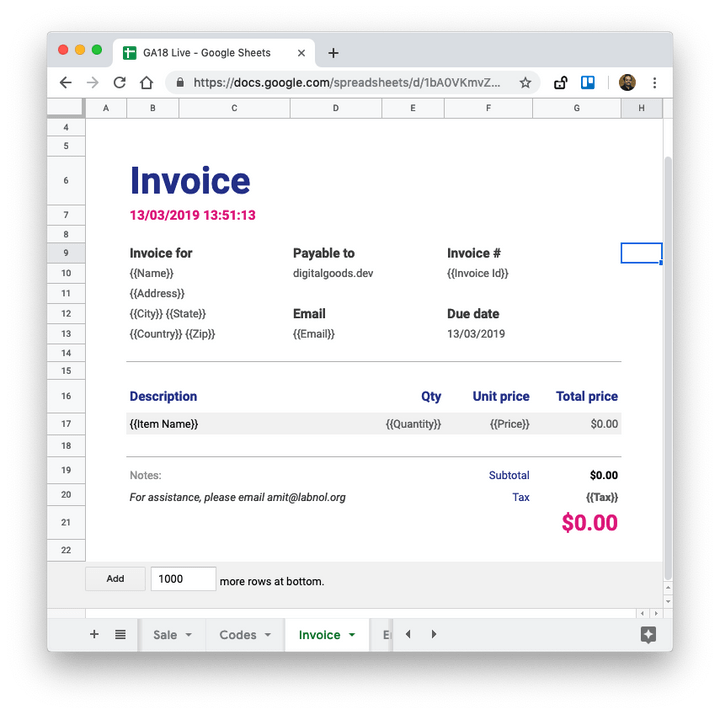 GA18 Live - Google Sheets
https://docs.google.com/spreadsheets/d/1bA0VKmvZ...
A B C D E F G H
4
5
6 Invoice
7 13/03/2019 13:51:13
8
9 Invoice for Payable to Invoice #
10 {{Name}} digitalgoods.dev {{Invoice Id}}
11 {{Address}}
12 {{City}} {{State}} Email Due date
13 {{Country}} {{Zip}} {{Email}} 13/03/2019
14
15
16 Description Qty Unit price Total price
17 {{Item Name}} {{Quantity}} {{Price}} $0.00
18
19 Notes: Subtotal $0.00
20 For assistance, please email amit@labnol.org Tax {{Tax}}
21 $0.00
22
Add 1000 more rows at bottom.
Sale Codes Invoice E